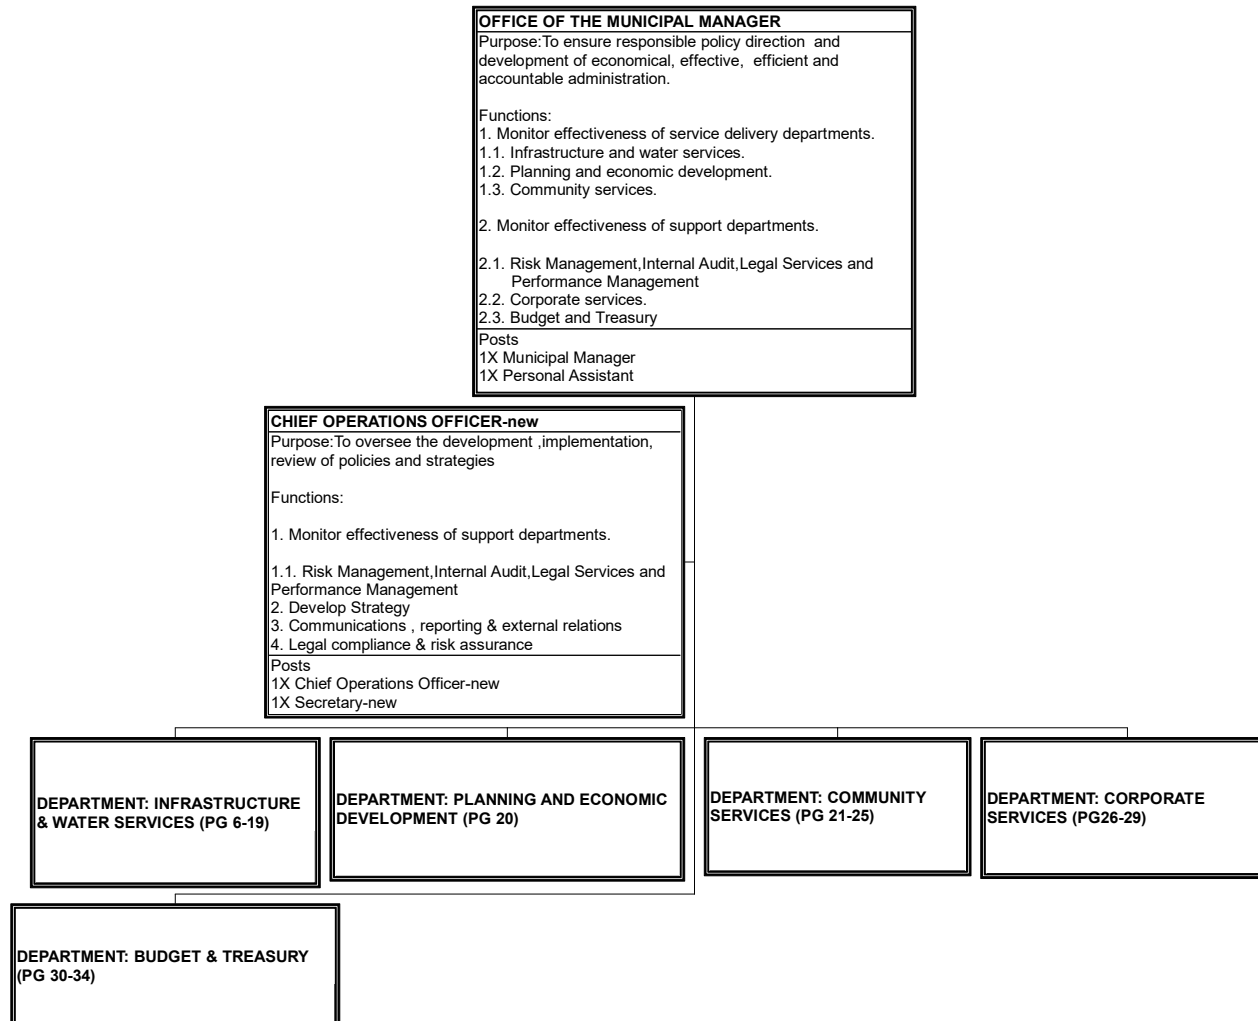 OFFICE OF THE MUNICIPAL MANAGER
Purpose:To ensure responsible policy direction  and
development of economical, effective,  efficient and
accountable administration.
Functions:
1. Monitor effectiveness of service delivery departments.
1.1. Infrastructure and water services.
1.2. Planning and economic development.
1.3. Community services.
2. Monitor effectiveness of support departments.
2.1. Risk Management,Internal Audit,Legal Services and
Performance Management
2.2. Corporate services.
2.3. Budget and Treasury
Posts
1X Municipal Manager
1X Personal Assistant
CHIEF OPERATIONS OFFICER-new
Purpose:To oversee the development ,implementation,
review of policies and strategies
Functions:
1. Monitor effectiveness of support departments.
1.1. Risk Management,Internal Audit,Legal Services and
Performance Management
2. Develop Strategy
3. Communications , reporting & external relations
4. Legal compliance & risk assurance
Posts
1X Chief Operations Officer-new
1X Secretary-new
DEPARTMENT: INFRASTRUCTURE
& WATER SERVICES (PG 6-19)
DEPARTMENT: PLANNING AND ECONOMIC
DEVELOPMENT (PG 20)
DEPARTMENT: COMMUNITY
SERVICES (PG 21-25)
DEPARTMENT: CORPORATE
SERVICES (PG26-29)
DEPARTMENT: BUDGET & TREASURY
(PG 30-34)